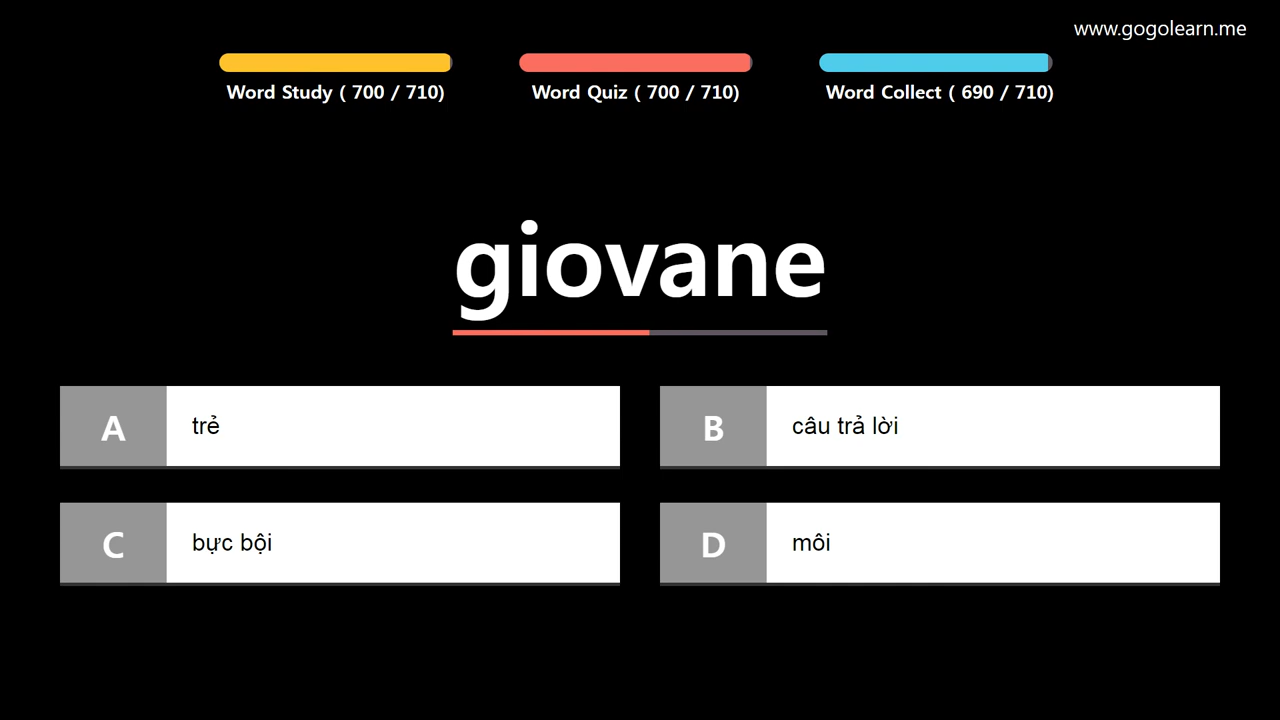 www.gogolearn.me
Word Study ( 700 / 710)
Word Quiz ( 700 / 710)
Word Collect ( 690 / 710)
giovane
A
trẻ
B
câu trả lời
C
bực bội
D
môi